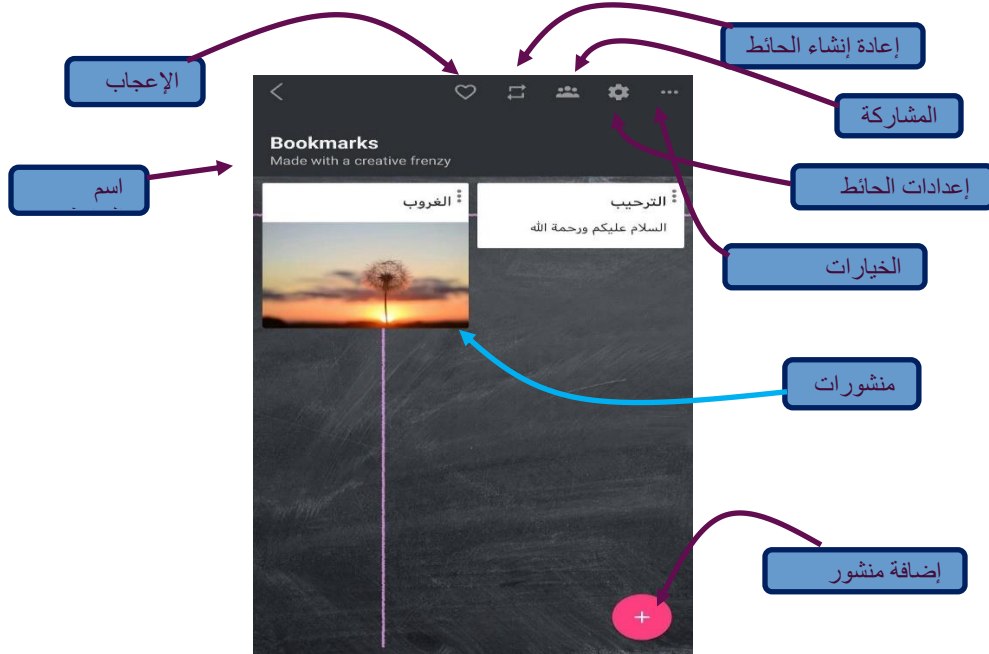 إعادة إنشاء الحائط
الإعجاب
المشاركة
Bookmarks
Made with a creative frenzy
اسم
إعدادات الحائط
الترحيب
السلام عليكم ورحمة الله
الغروب
الخيارات
منشورات
إضافة منشور